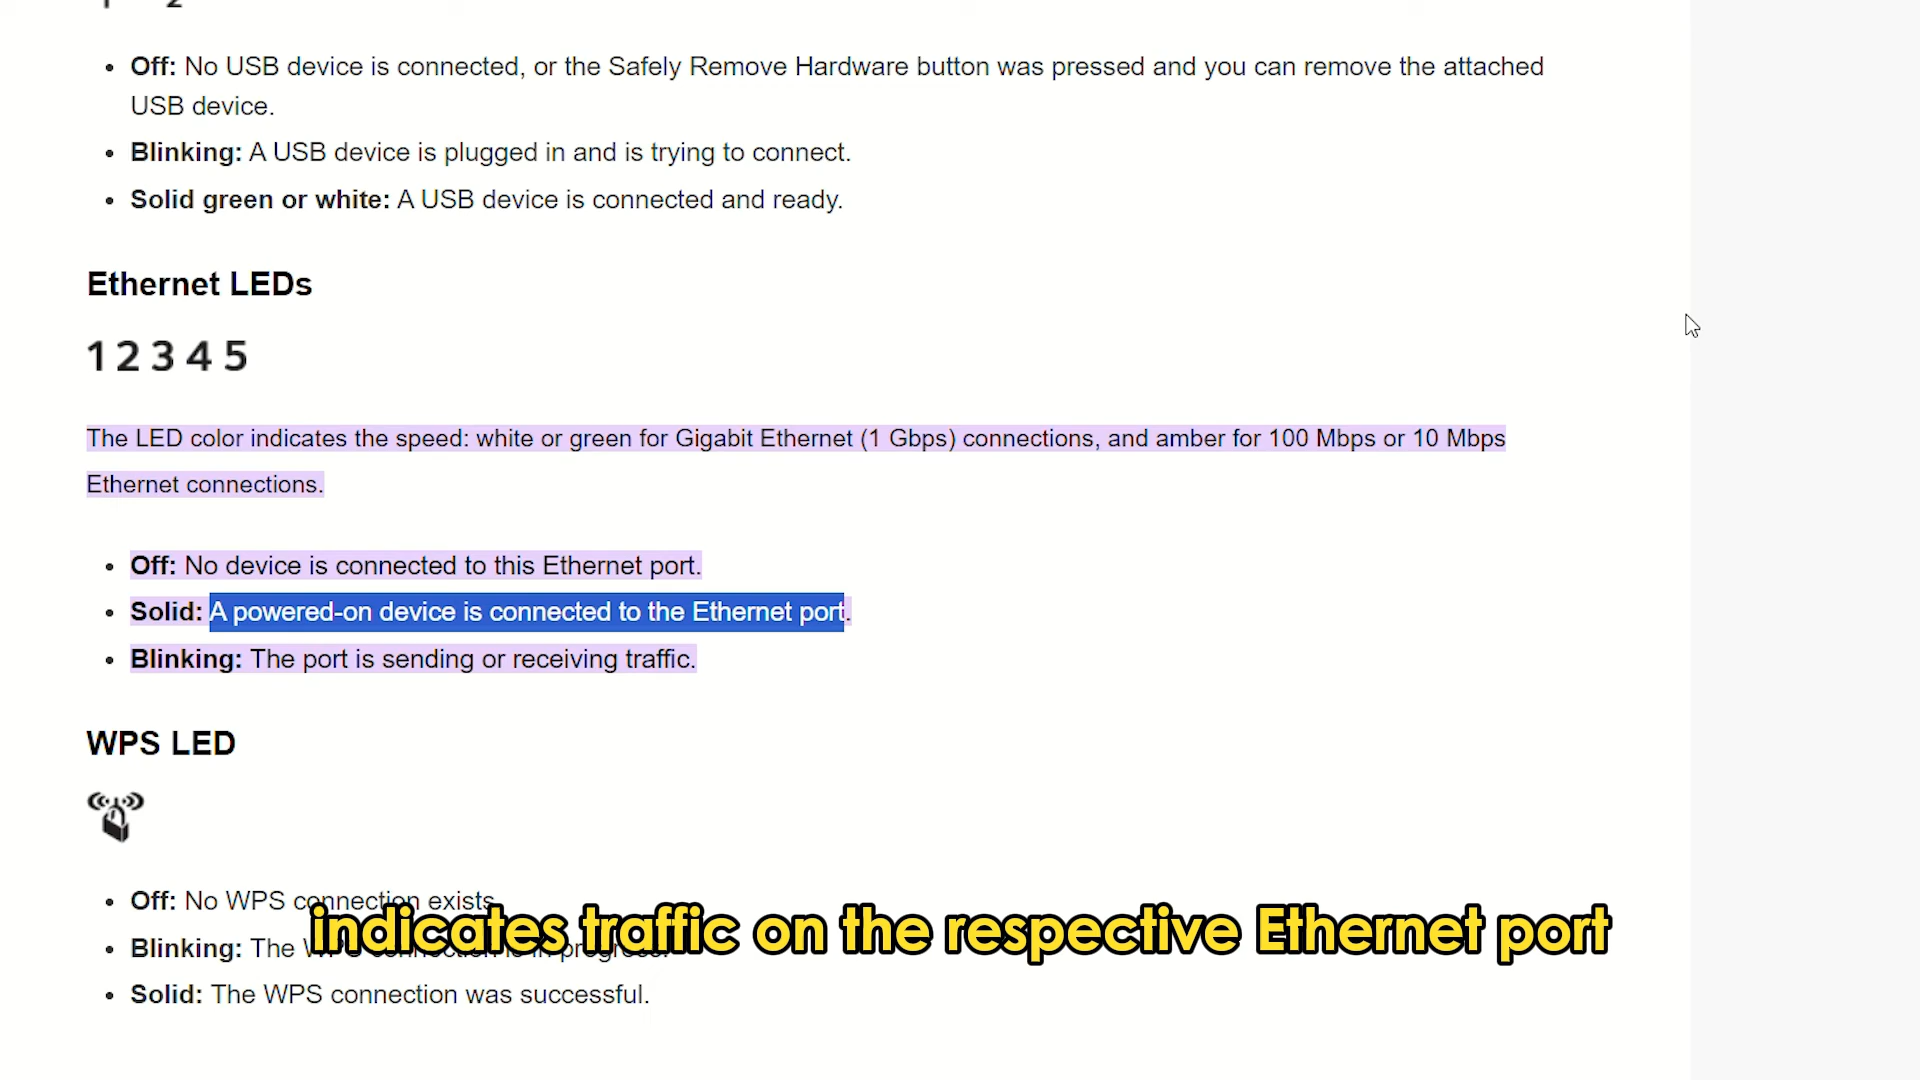 Off: No USB device is connected, or the Safely Remove Hardware button was pressed and you can remove the attached
USB device.
Blinking: A USB device is plugged in and is trying to connect.
Solid green or white: A USB device is connected and ready.
Ethernet LEDs
1 2 3 4 5
The LED color indicates the speed: white or green for Gigabit Ethernet (1 Gbps) connections, and amber for 100 Mbps or 10 Mbps
Ethernet connections.
Off: No device is connected to this Ethernet port.
Solid: A powered-on device is connected to the Ethernet port.
Blinking: The port is sending or receiving traffic.
WPS LED
Off: No WPS connection exists.
indicates traffic on the respective Ethernet port
Blinking: The WPS connection is in progress.
Solid: The WPS connection was successful.